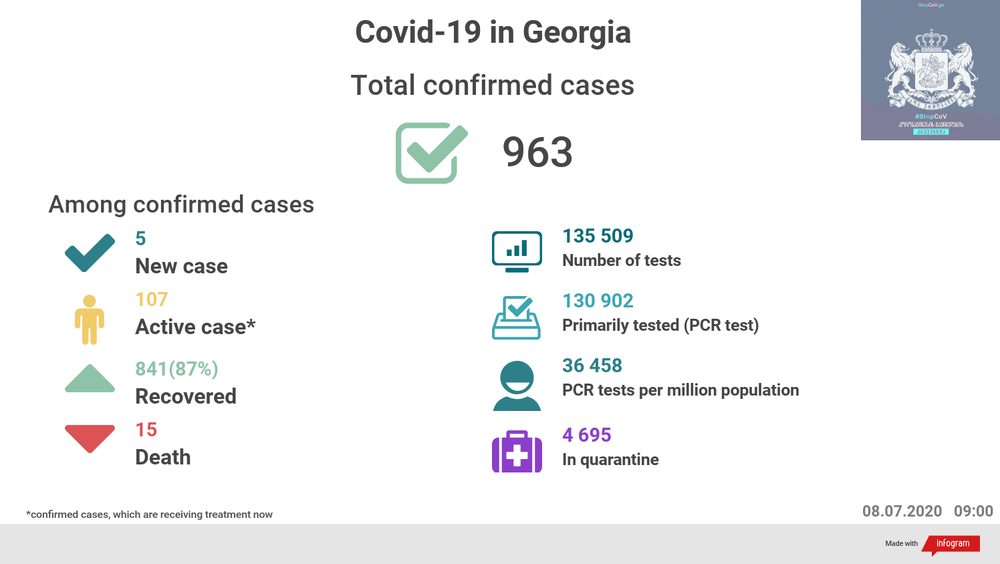 StopCoV.ge
Covid-19 in Georgia
Total confirmed cases
963
#StopCoV
კორონავირუსის გავრცელების
პრევენცია
Among confirmed cases
5
New case
107
Active case*
841(87%)
Recovered
15
Death
135 509
Number of tests
130 902
Primarily tested (PCR test)
36 458
PCR tests per million population
4 695
In quarantine
*confirmed cases, which are receiving treatment now
08.07.2020 09:00
Made with infogram